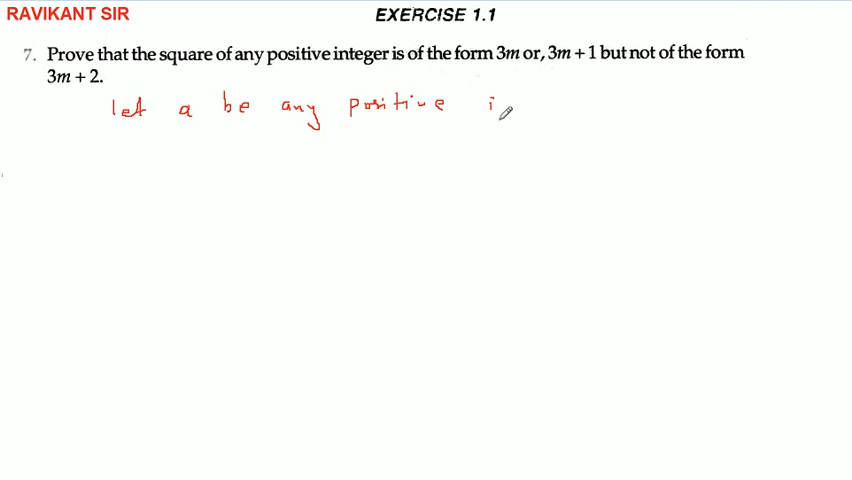 RAVIKANT SIR
EXERCISE 1.1
7. Prove that the square of any positive integer is of the form 3m or, 3m + 1 but not of the form
3m + 2.
let a be any positive i